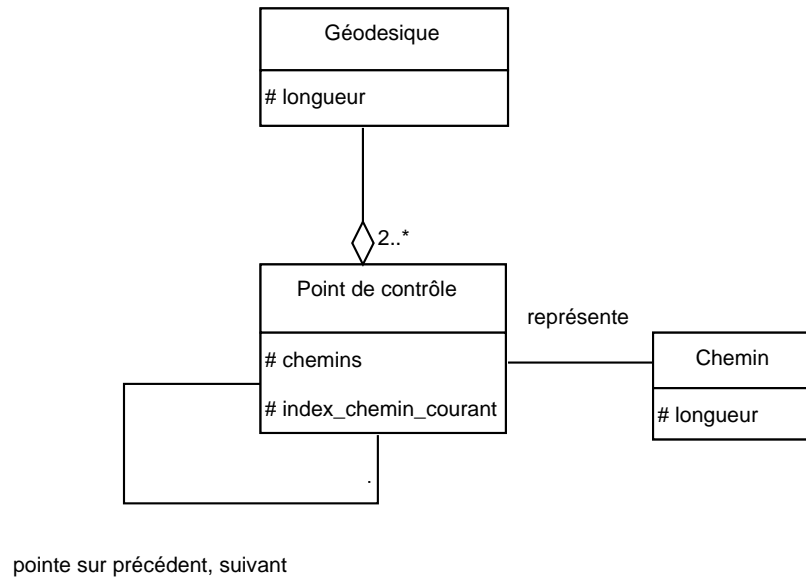 Géodesique
# longueur
2..*
Point de contrôle
# chemins
# index_chemin_courant
représente
Chemin
# longueur
.
pointe sur précédent, suivant